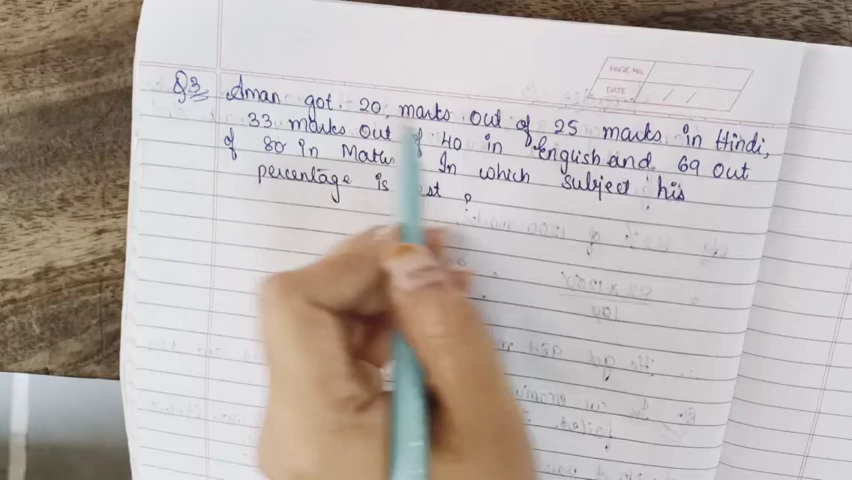 PAGE NO.
DATE / /
Q3 Aman got 20 marks out of 25 marks in Hindi,
33 marks out of 40 in English and 69 out
of 80 in In which subject his
percentage is ?